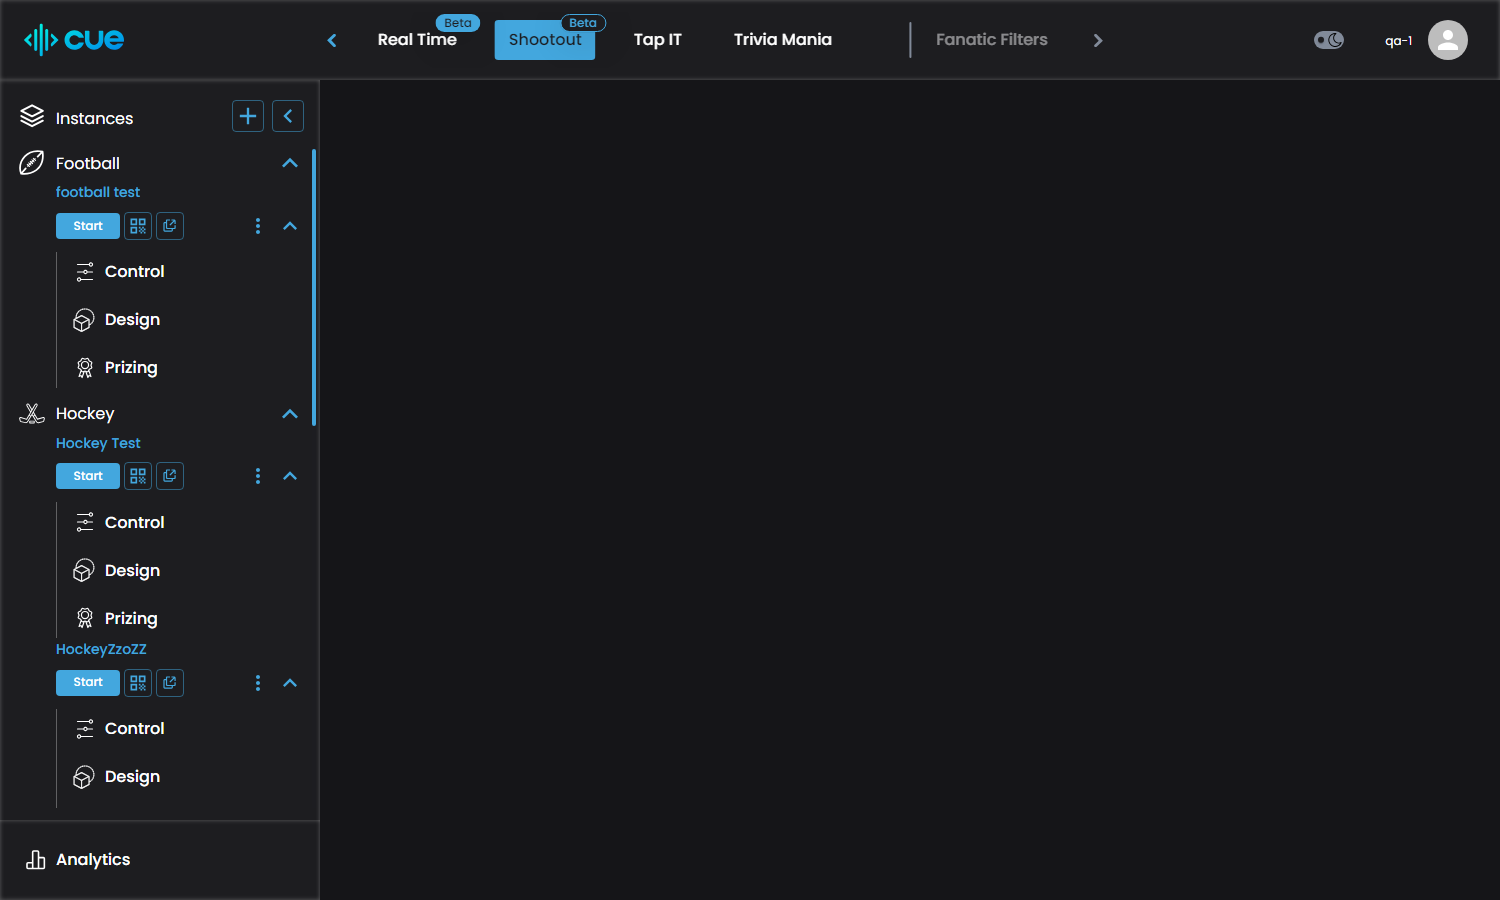 cue
Beta
Real Time
Beta
Shootout
Tap IT
Trivia Mania
Fanatic Filters
qa-1
Instances
Football
football test
Start
Control
Design
Prizing
Hockey
Hockey Test
Start
Control
Design
Prizing
HockeyZzoZZ
Start
Control
Design
Analytics